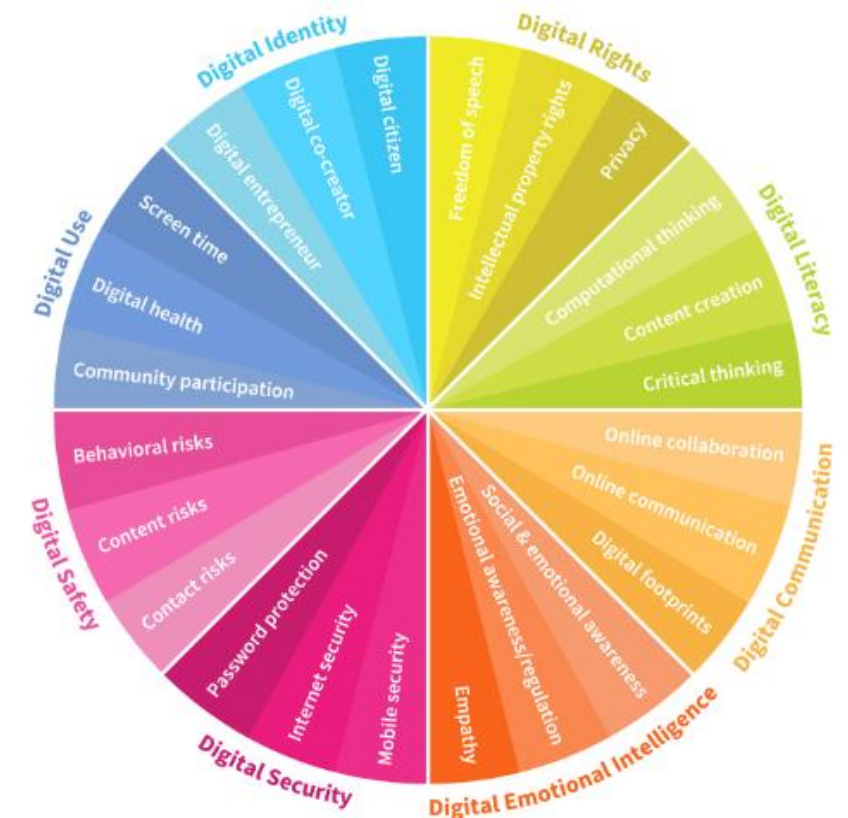 Digital Identity
Digital citizen
Digital co-creator
Digital entrepreneur
Digital Rights
Freedom of speech
Intellectual property rights
Privacy
Digital Literacy
Computational thinking
Content creation
Critical thinking
Digital Communication
Online collaboration
Online communication
Digital footprints
Digital Emotional Intelligence
Social & emotional awareness
Emotional awareness/regulation
Empathy
Digital Security
Mobile security
Internet security
Password protection
Digital Safety
Contact risks
Content risks
Behavioral risks
Digital Use
Community participation
Digital health
Screen time